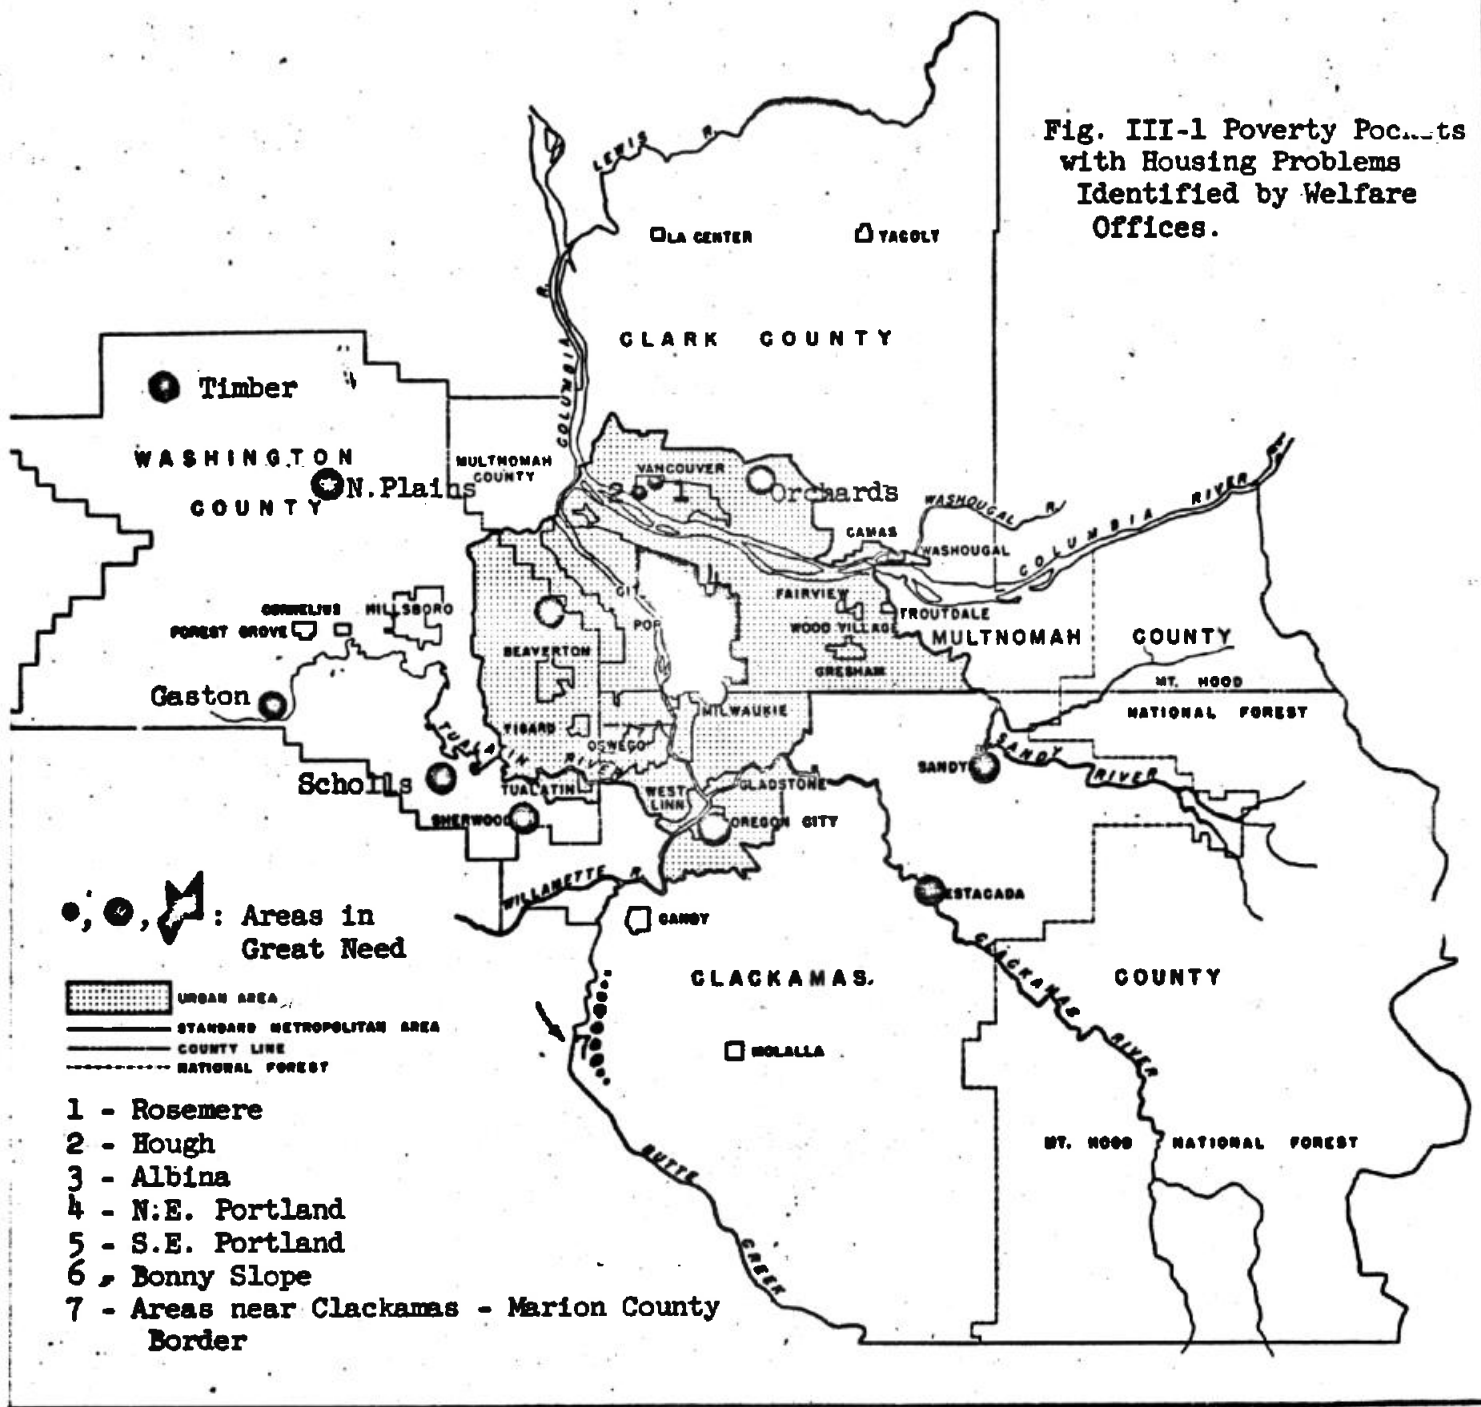 Fig. III-1 Poverty
with Housing Problems
Identified by Welfare
Offices.
LEWIS R.
LA CENTER
YACOLT
CLARK COUNTY
COLUMBIA R.
Timber
WASHINGTON
COUNTY
N.Plains
MULTNOMAH
COUNTY
VANCOUVER
2
1
Orchards
WASHOUGAL R.
COLUMBIA RIVER
CAMAS
WASHOUGAL
4
FAIRVIEW
TROUTDALE
WOOD VILLAGE
GRESHAM
MULTNOMAH COUNTY
CORNELIUS
HILLSBORO
FOREST GROVE
BEAVERTON
MT. HOOD
NATIONAL FOREST
Gaston
MILWAUKIE
TIGARD
OSWEGO
TUALATIN RIVER
SANDY
SANDY RIVER
Scholls
TUALATIN
WEST
LINN
GLADSTONE
SHERWOOD
OREGON CITY
WILLAMETTE R.
ESTACADA
CANBY
: Areas in
Great Need
CLACKAMAS.
COUNTY
CLACKAMAS RIVER
URBAN AREA
STANDARD METROPOLITAN AREA
COUNTY LINE
NATIONAL FOREST
MOLALLA
1 - Rosemere
2 - Hough
3 - Albina
4 - N.E. Portland
5 - S.E. Portland
6 - Bonny Slope
7 - Areas near Clackamas - Marion County
Border
MT. HOOD NATIONAL FOREST
BUTTE CREEK